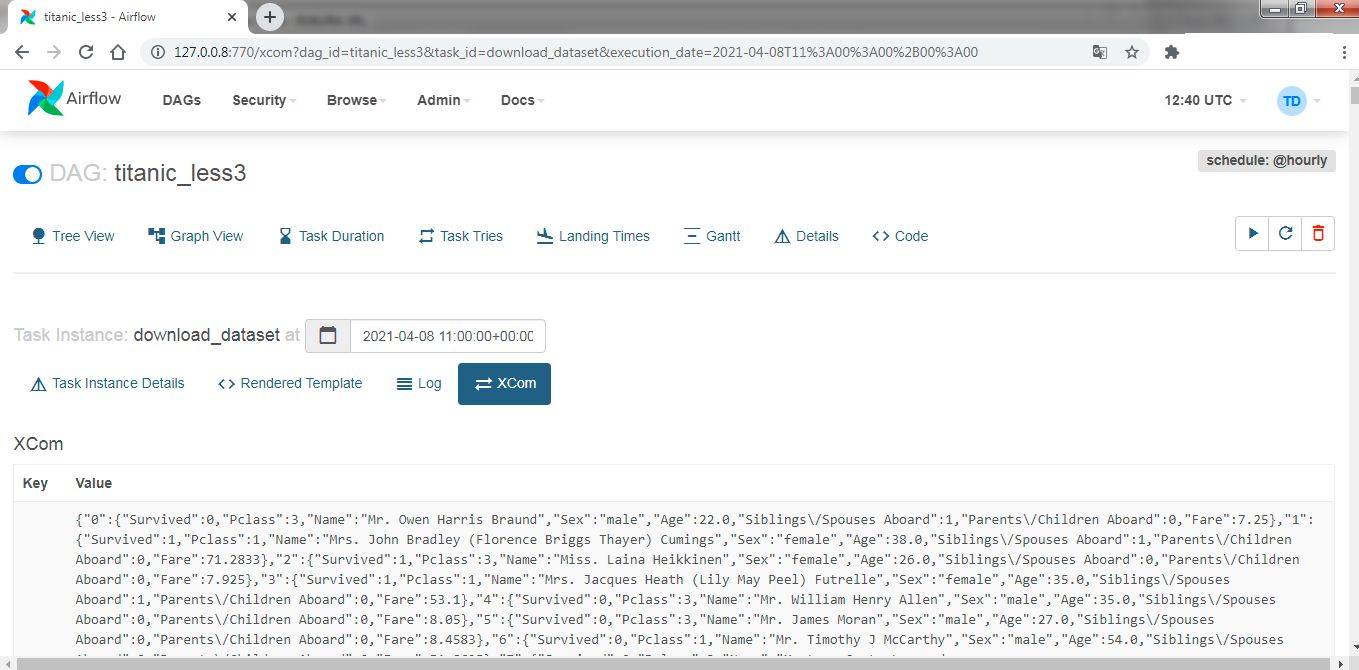 titanic_less3 - Airflow
127.0.0.8:770/xcom?dag_id=titanic_less3&task_id=download_dataset&execution_date=2021-04-08T11%3A00%3A00%2B00%3A00
Airflow DAGs Security Browse Admin Docs 12:40 UTC TD
DAG: titanic_less3 schedule: @hourly
Tree View Graph View Task Duration Task Tries Landing Times Gantt Details Code
Task Instance: download_dataset at 2021-04-08 11:00:00+00:00
Task Instance Details Rendered Template Log XCom
XCom
Key Value
{"0":{"Survived":0,"Pclass":3,"Name":"Mr. Owen Harris Braund","Sex":"male","Age":22.0,"Siblings\/Spouses Aboard":1,"Parents\/Children Aboard":0,"Fare":7.25},"1":
{"Survived":1,"Pclass":1,"Name":"Mrs. John Bradley (Florence Briggs Thayer) Cumings","Sex":"female","Age":38.0,"Siblings\/Spouses Aboard":1,"Parents\/Children
Aboard":0,"Fare":71.2833},"2":{"Survived":1,"Pclass":3,"Name":"Miss. Laina Heikkinen","Sex":"female","Age":26.0,"Siblings\/Spouses Aboard":0,"Parents\/Children
Aboard":0,"Fare":7.925},"3":{"Survived":1,"Pclass":1,"Name":"Mrs. Jacques Heath (Lily May Peel) Futrelle","Sex":"female","Age":35.0,"Siblings\/Spouses
Aboard":1,"Parents\/Children Aboard":0,"Fare":53.1},"4":{"Survived":0,"Pclass":3,"Name":"Mr. William Henry Allen","Sex":"male","Age":35.0,"Siblings\/Spouses
Aboard":0,"Parents\/Children Aboard":0,"Fare":8.05},"5":{"Survived":0,"Pclass":3,"Name":"Mr. James Moran","Sex":"male","Age":27.0,"Siblings\/Spouses
Aboard":0,"Parents\/Children Aboard":0,"Fare":8.4583},"6":{"Survived":0,"Pclass":1,"Name":"Mr. Timothy J McCarthy","Sex":"male","Age":54.0,"Siblings\/Spouses